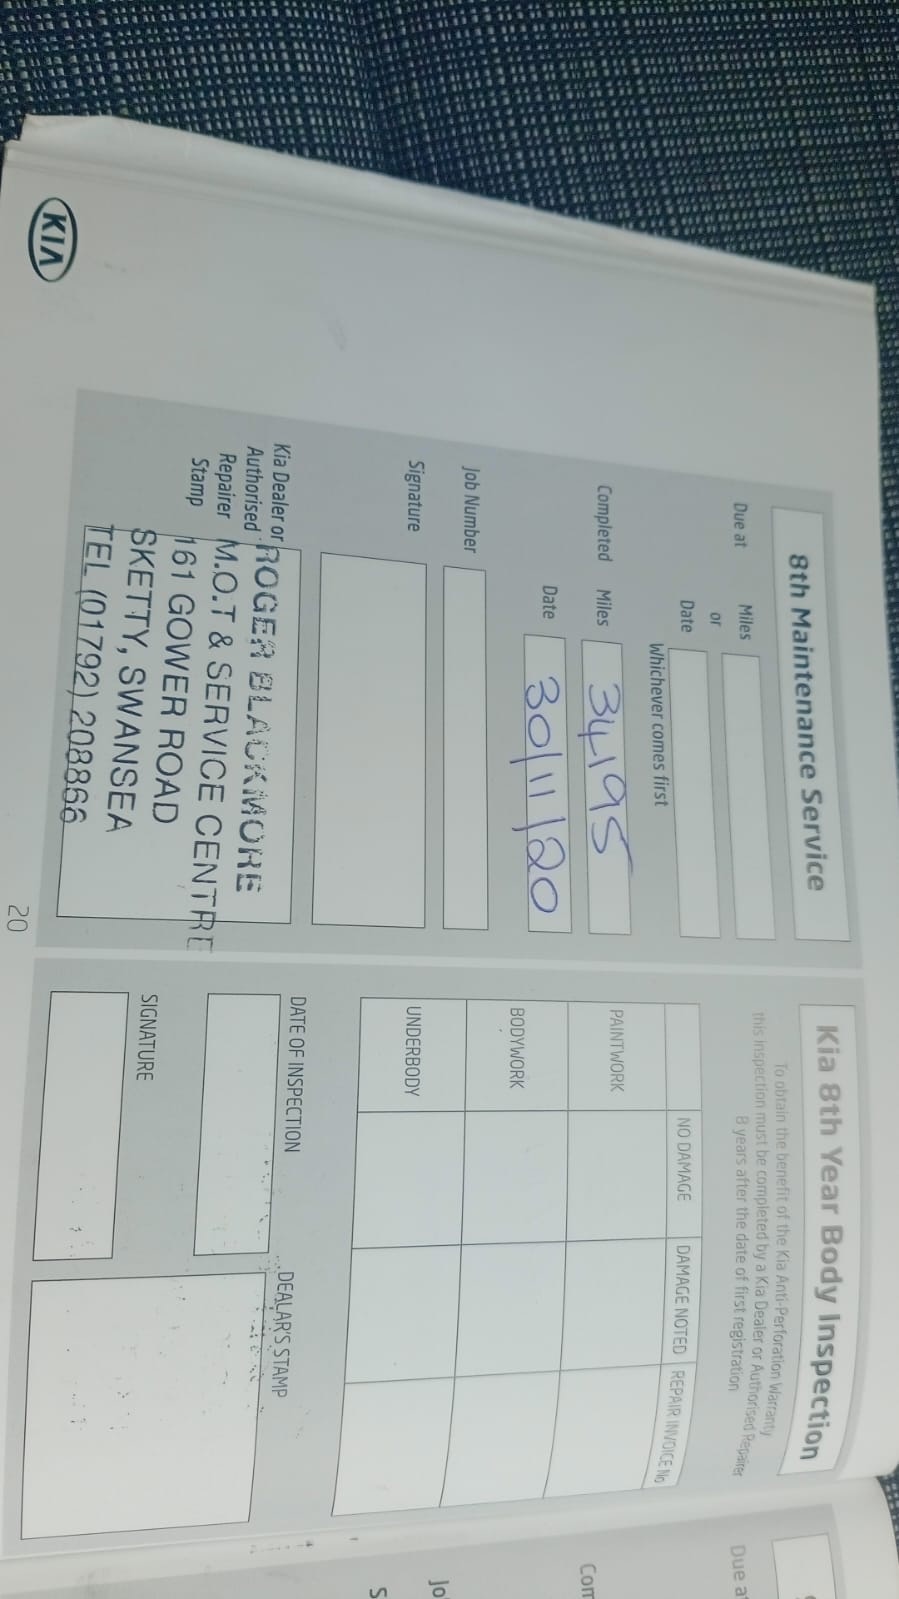 8th Maintenance Service
Due at Miles
or
Date
Whichever comes first
Completed Miles 34195
Date 30/11/20
Job Number
Signature
Kia Dealer or
Authorised
Repairer
Stamp
ROGER BLACKMORE
M.O.T & SERVICE CENTRE
161 GOWER ROAD
SKETTY, SWANSEA
TEL (01792) 208866
Kia 8th Year Body Inspection
To obtain the benefit of the Kia Anti-Perforation Warranty
this inspection must be completed by a Kia Dealer or Authorised Repairer
8 years after the date of first registration
NO DAMAGE DAMAGE NOTED REPAIR INVOICE No
PAINTWORK
BODYWORK
UNDERBODY
DATE OF INSPECTION
DEALAR'S STAMP
SIGNATURE
KIA
20
Due a
Com
Jo
S